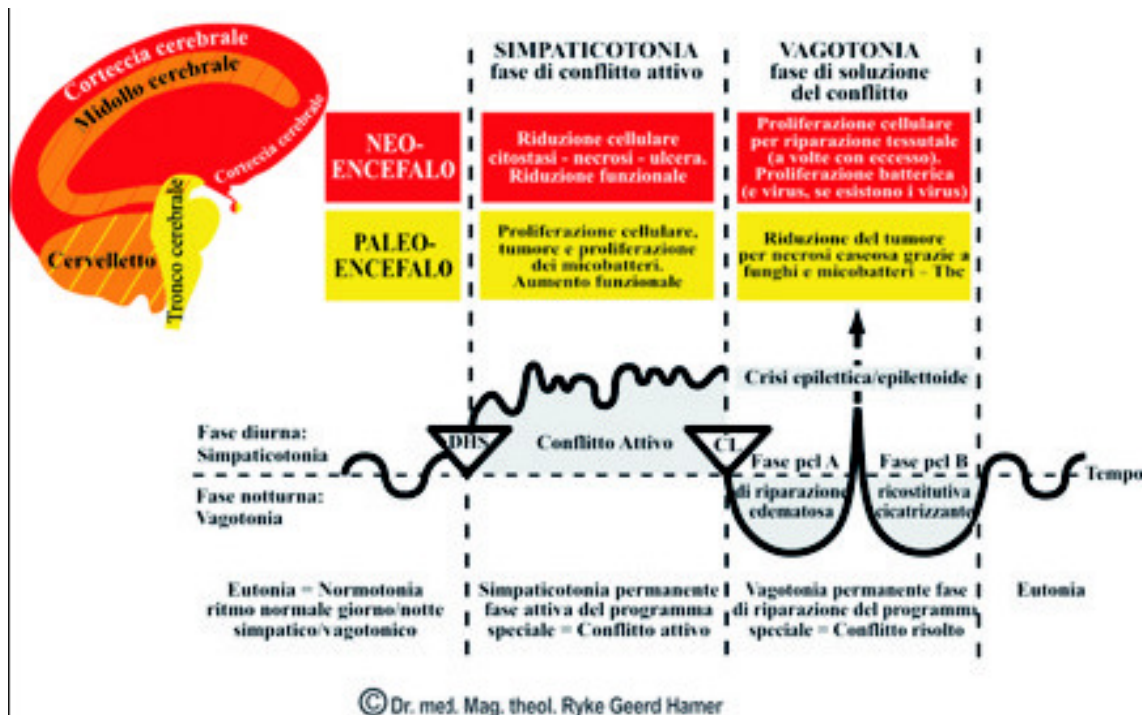 Corteccia cerebrale
Midollo cerebrale
Corteccia cerebrale
Cervelletto
Tronco cerebrale
SIMPATICOTONIA
fase di conflitto attivo
VAGOTONIA
fase di soluzione
del conflitto
NEO-
ENCEFALO
Riduzione cellulare
citostasi - necrosi - ulcera.
Riduzione funzionale
Proliferazione cellulare
per riparazione tessutale
(a volte con eccesso).
Proliferazione batterica
(e virus, se esistono i virus)
PALEO-
ENCEFALO
Proliferazione cellulare,
tumore e proliferazione
dei micobatteri.
Aumento funzionale
Riduzione del tumore
per necrosi caseosa grazie a
funghi e micobatteri - Tbc
Crisi epilettica/epilettoide
Fase diurna:
Simpaticotonia
DHS
Conflitto Attivo
CL
Fase pcl A
Fase pcl B
Tempo
Fase notturna:
Vagotonia
di riparazione
edematosa
ricostitutiva
cicatrizzante
Eutonia = Normotonia
ritmo normale giorno/notte
simpatico/vagotonico
Simpaticotonia permanente
fase attiva del programma
speciale = Conflitto attivo
Vagotonia permanente fase
di riparazione del programma
speciale = Conflitto risolto
Eutonia
© Dr. med. Mag. theol. Ryke Geerd Hamer